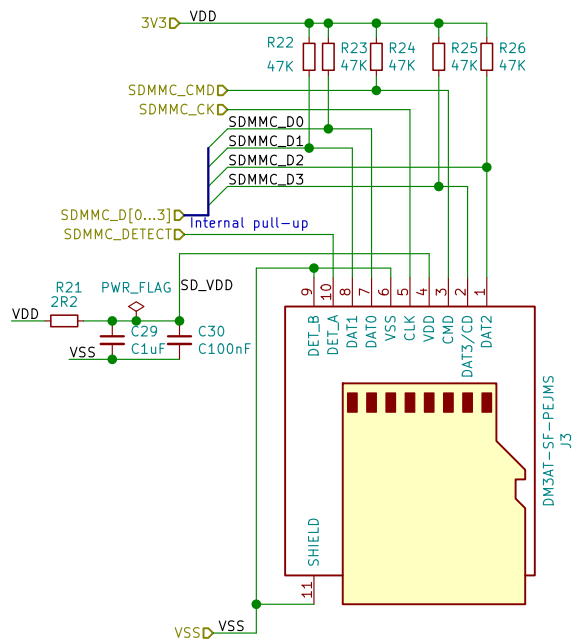 3V3 VDD
R22 R23 R24 R25 R26
47K 47K 47K 47K 47K
SDMMC_CMD
SDMMC_CK
SDMMC_D0
SDMMC_D1
SDMMC_D2
SDMMC_D3
SDMMC_D[0...3]
Internal pull-up
SDMMC_DETECT
R21 PWR_FLAG SD_VDD
2R2
VDD
C29 C30
C1uF C100nF
VSS
9 10 8 7 6 5 4 3 2 1
DET_B DET_A DAT1 DAT0 VSS CLK VDD CMD DAT3/CD DAT2
DM3AT-SF-PEJMS
J3
SHIELD
11
VSS VSS